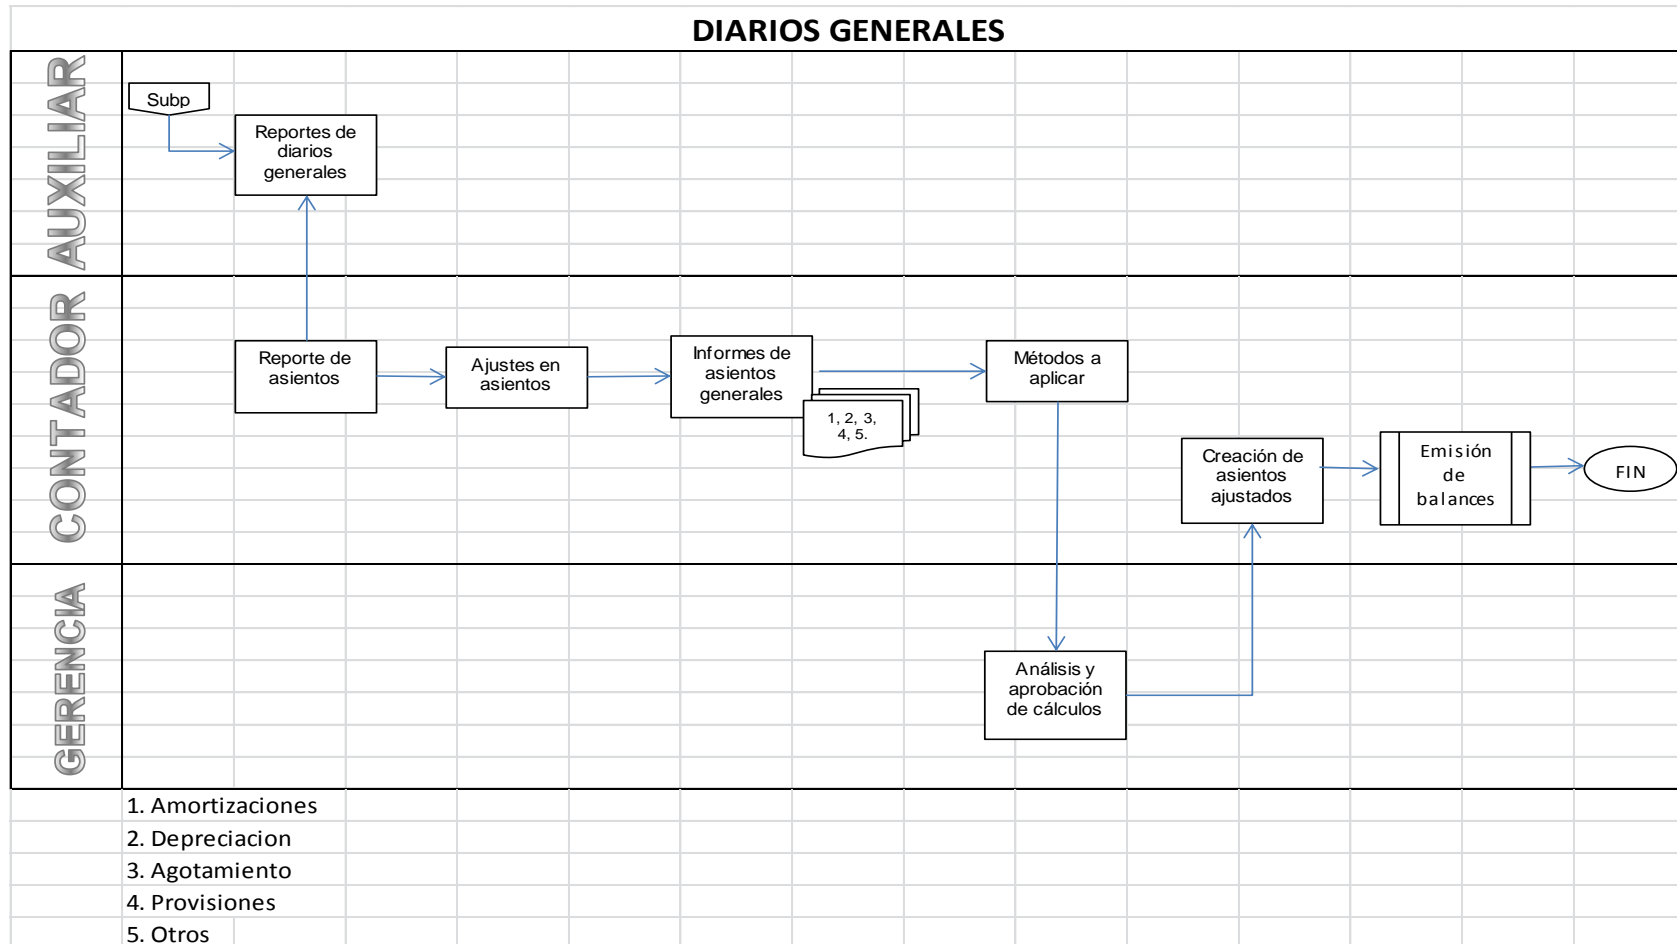 DIARIOS GENERALES
AUXILIAR
Subp
Reportes de
diarios
generales
CONTADOR
Reporte de
asientos
Ajustes en
asientos
Informes de
asientos
generales
1, 2, 3,
4, 5.
Métodos a
aplicar
Creación de
asientos
ajustados
Emisión
de
balances
FIN
GERENCIA
Análisis y
aprobación
de cálculos
1. Amortizaciones
2. Depreciacion
3. Agotamiento
4. Provisiones
5. Otros